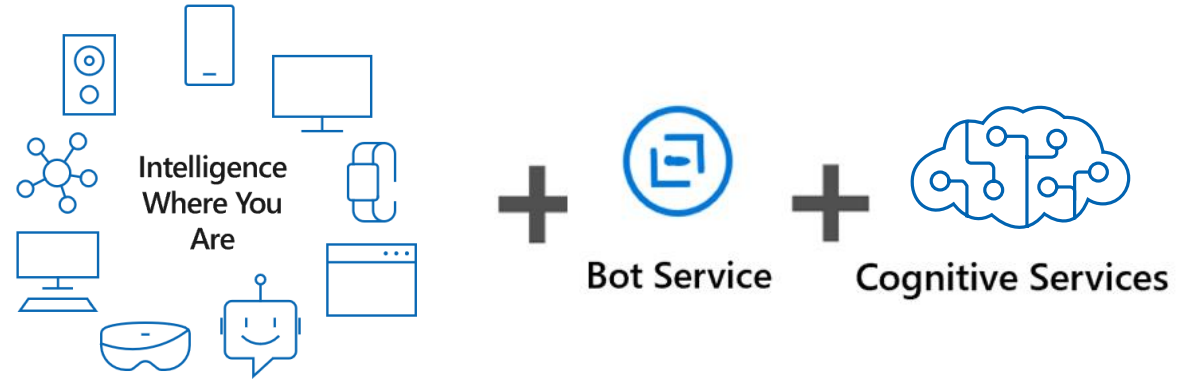 Intelligence
Where You
Are
Bot Service
Cognitive Services